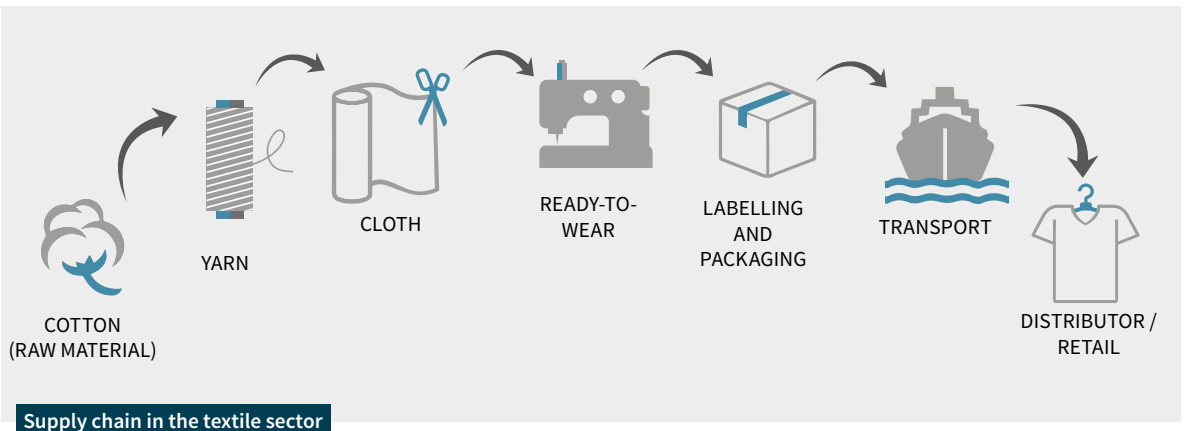 COTTON
(RAW MATERIAL)
YARN
CLOTH
READY-TO-
WEAR
LABELLING
AND
PACKAGING
TRANSPORT
DISTRIBUTOR /
RETAIL
Supply chain in the textile sector